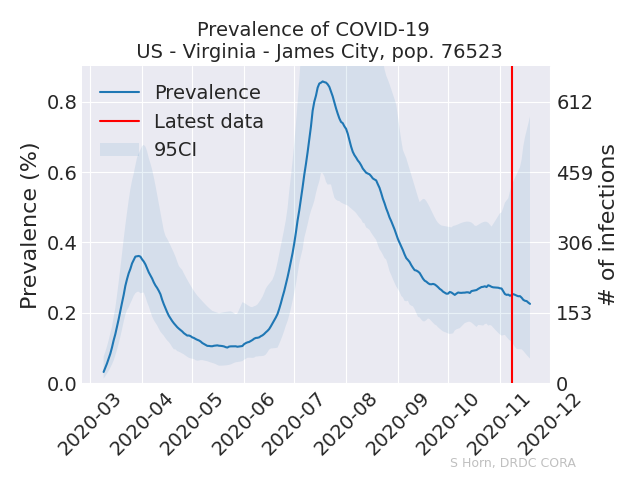 Prevalence of COVID-19
US - Virginia - James City, pop. 76523
Prevalence
Latest data
95CI
Prevalence (%)
0.8
0.6
0.4
0.2
0.0
612
459
306
153
0
# of infections
2020-03
2020-04
2020-05
2020-06
2020-07
2020-08
2020-09
2020-10
2020-11
2020-12
S Horn, DRDC CORA